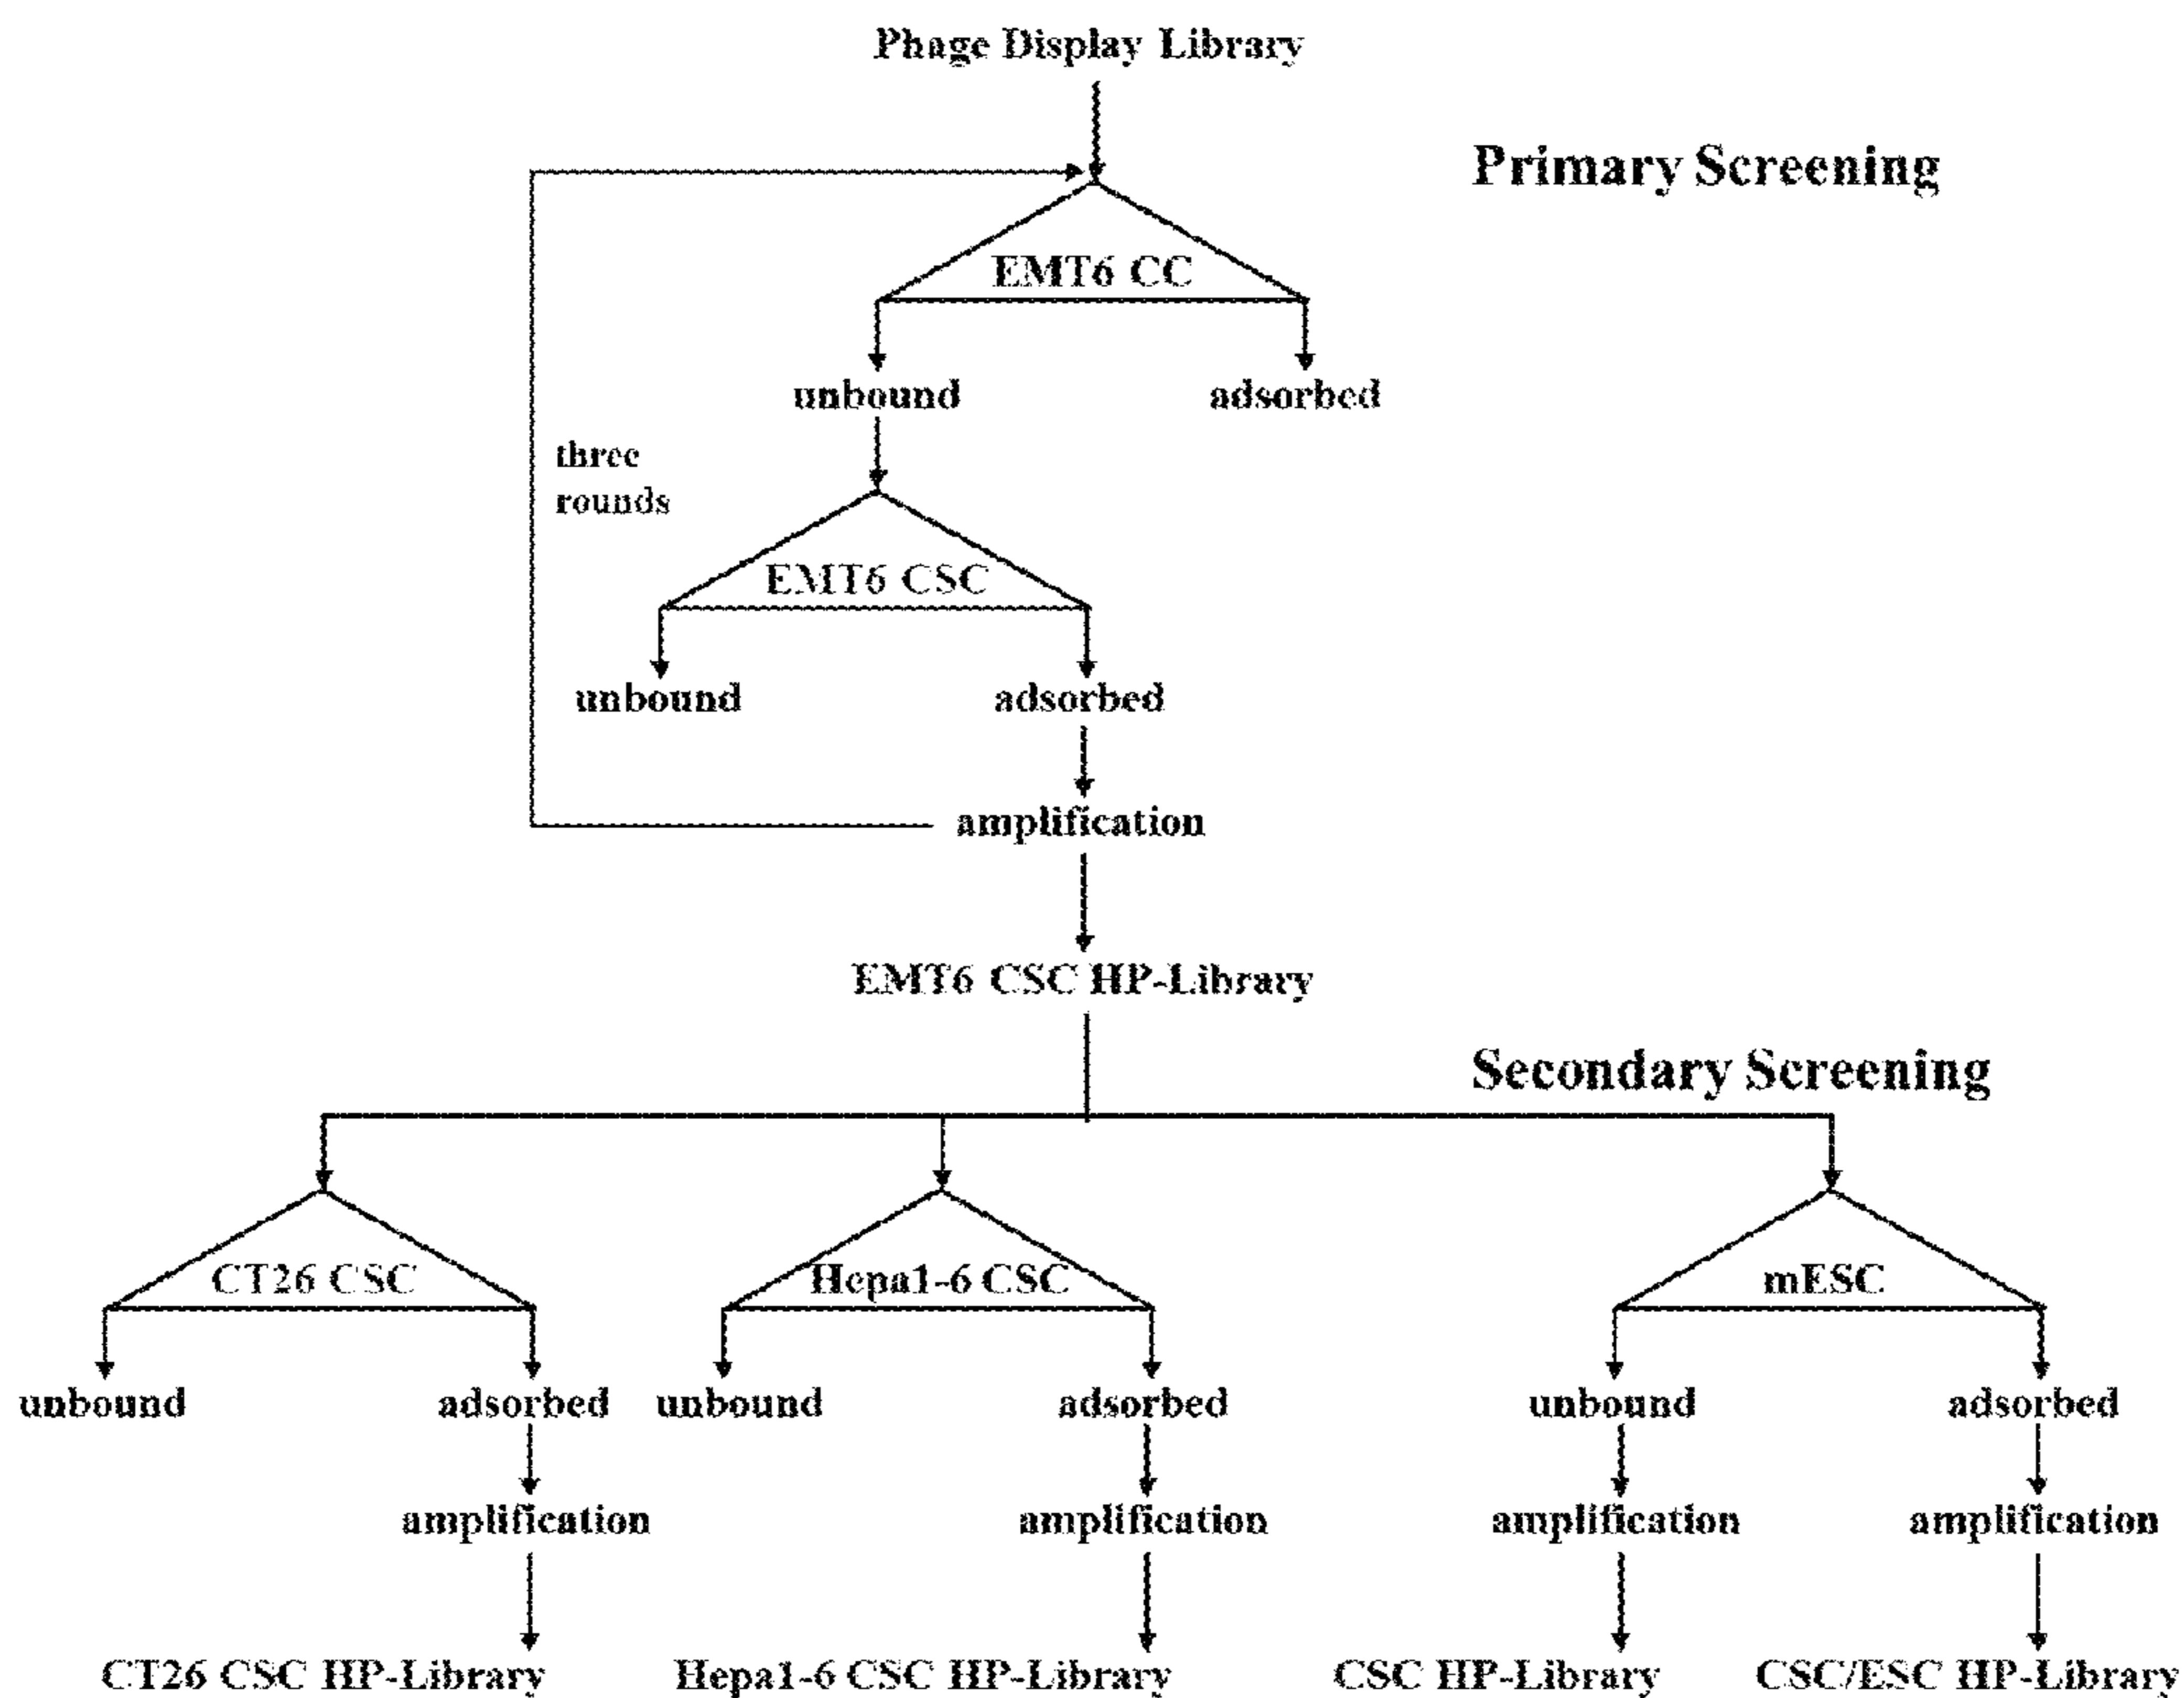 Phage Display Library
Primary Screening
EMT6 CC
unbound adsorbed
three
rounds
EMT6 CSC
unbound adsorbed
amplification
EMT6 CSC HP-Library
Secondary Screening
CT26 CSC Hepa1-6 CSC mESC
unbound adsorbed unbound adsorbed unbound adsorbed
amplification amplification amplification amplification
CT26 CSC HP-Library Hepa1-6 CSC HP-Library CSC HP-Library CSC/ESC HP-Library